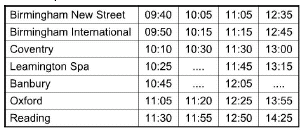 Birmingham New Street 09:40 10:05 11:05 12:35
Birmingham International 09:50 10:15 11:15 12:45
Coventry 10:10 10:30 11:30 13:00
Leamington Spa 10:25 .... 11:45 13:15
Banbury 10:45 .... 12:05 ....
Oxford 11:05 11:20 12:25 13:55
Reading 11:30 11:55 12:50 14:25